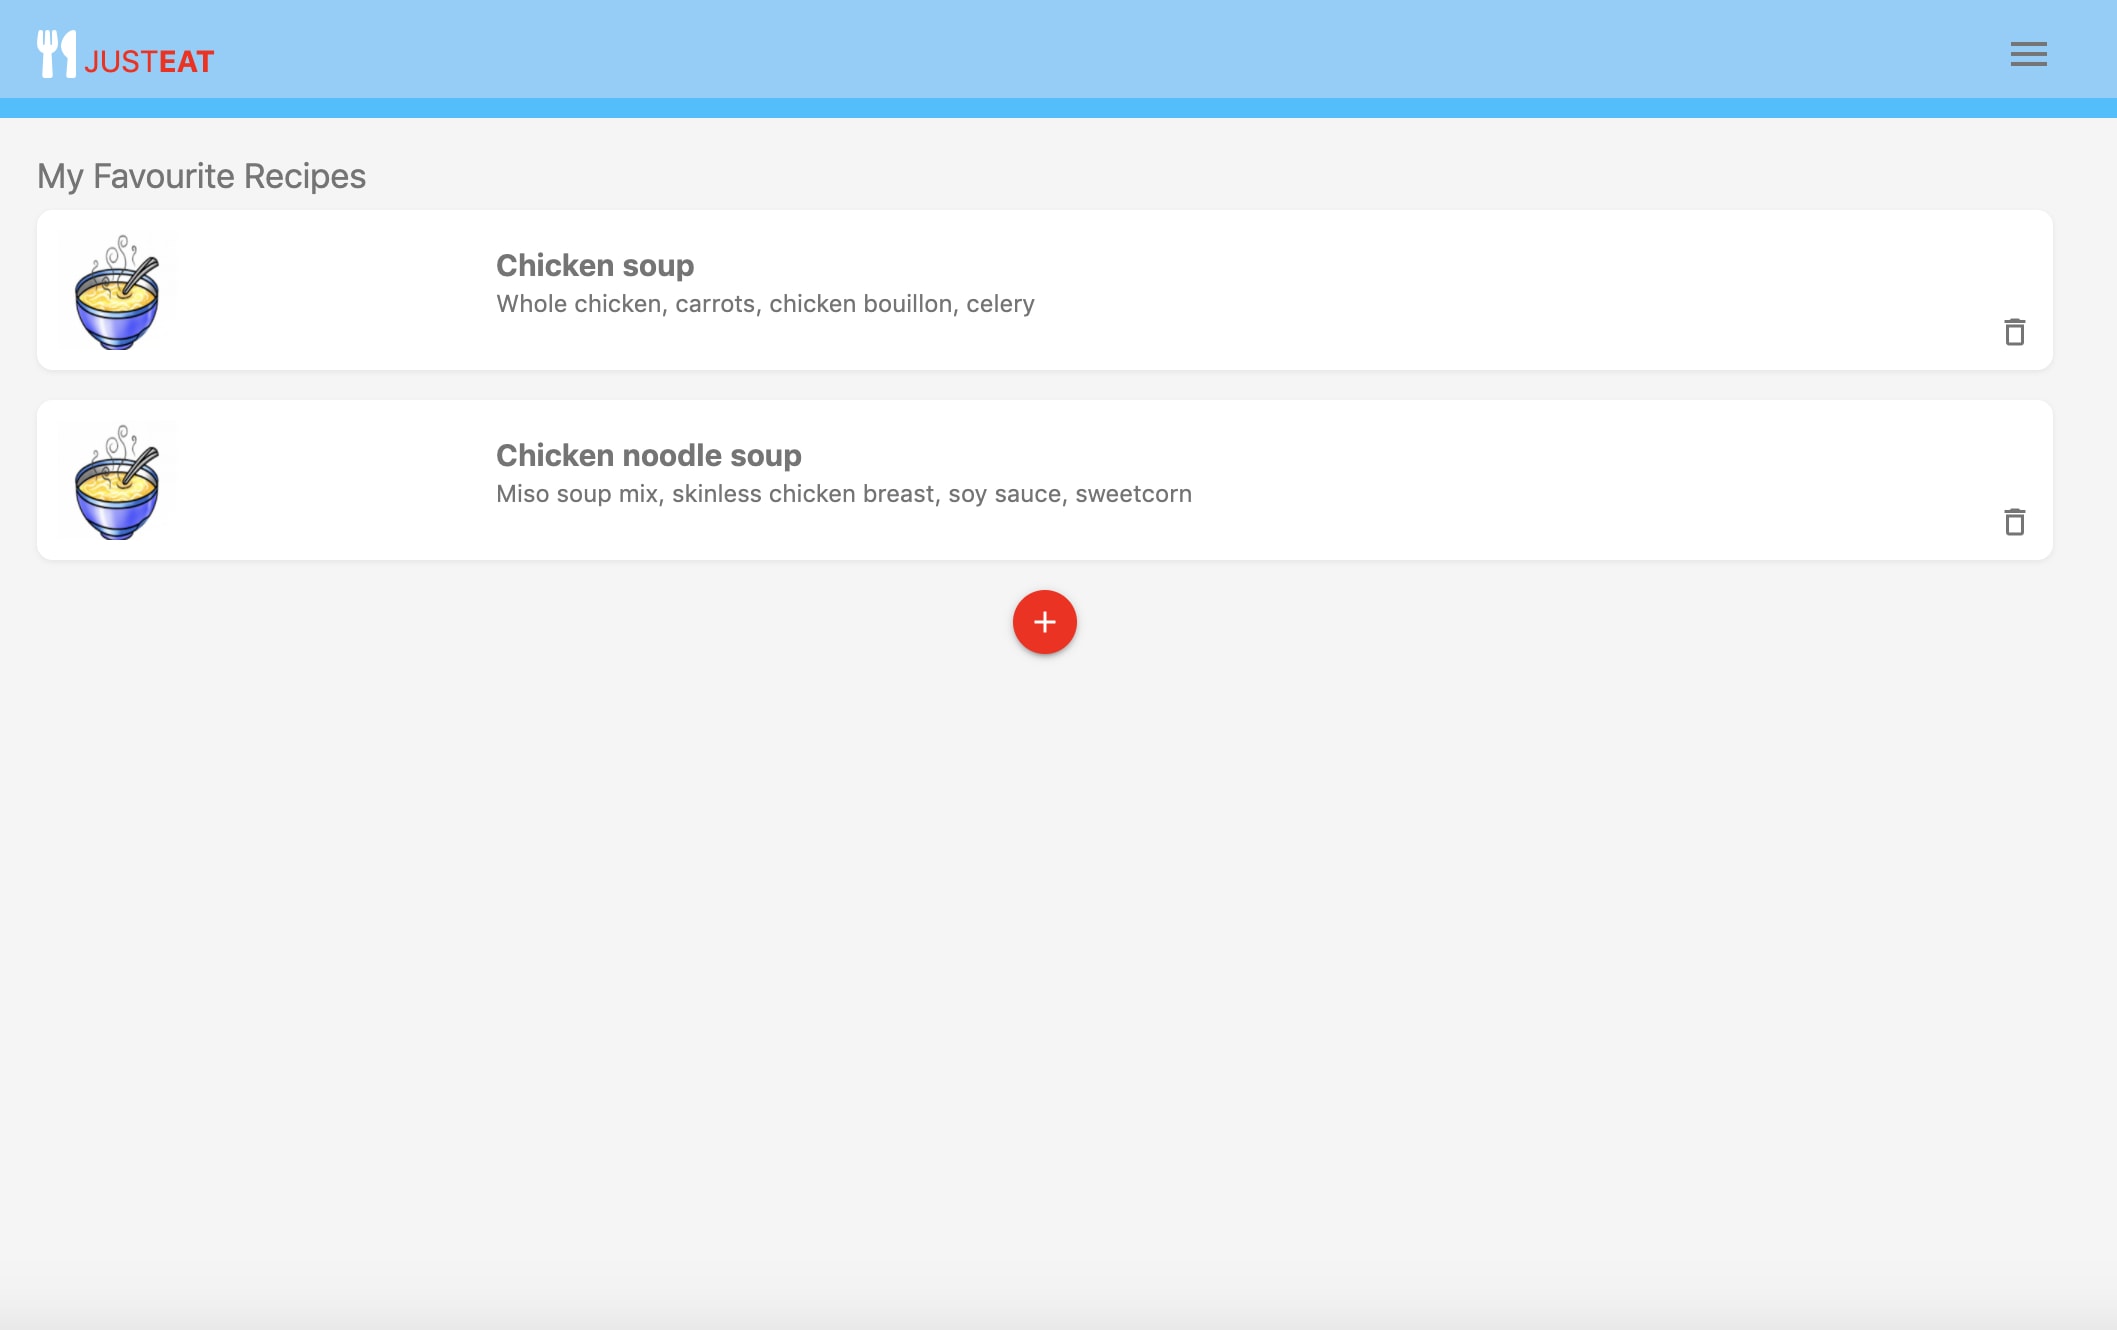 JUSTEAT
My Favourite Recipes
Chicken soup
Whole chicken, carrots, chicken bouillon, celery
Chicken noodle soup
Miso soup mix, skinless chicken breast, soy sauce, sweetcorn